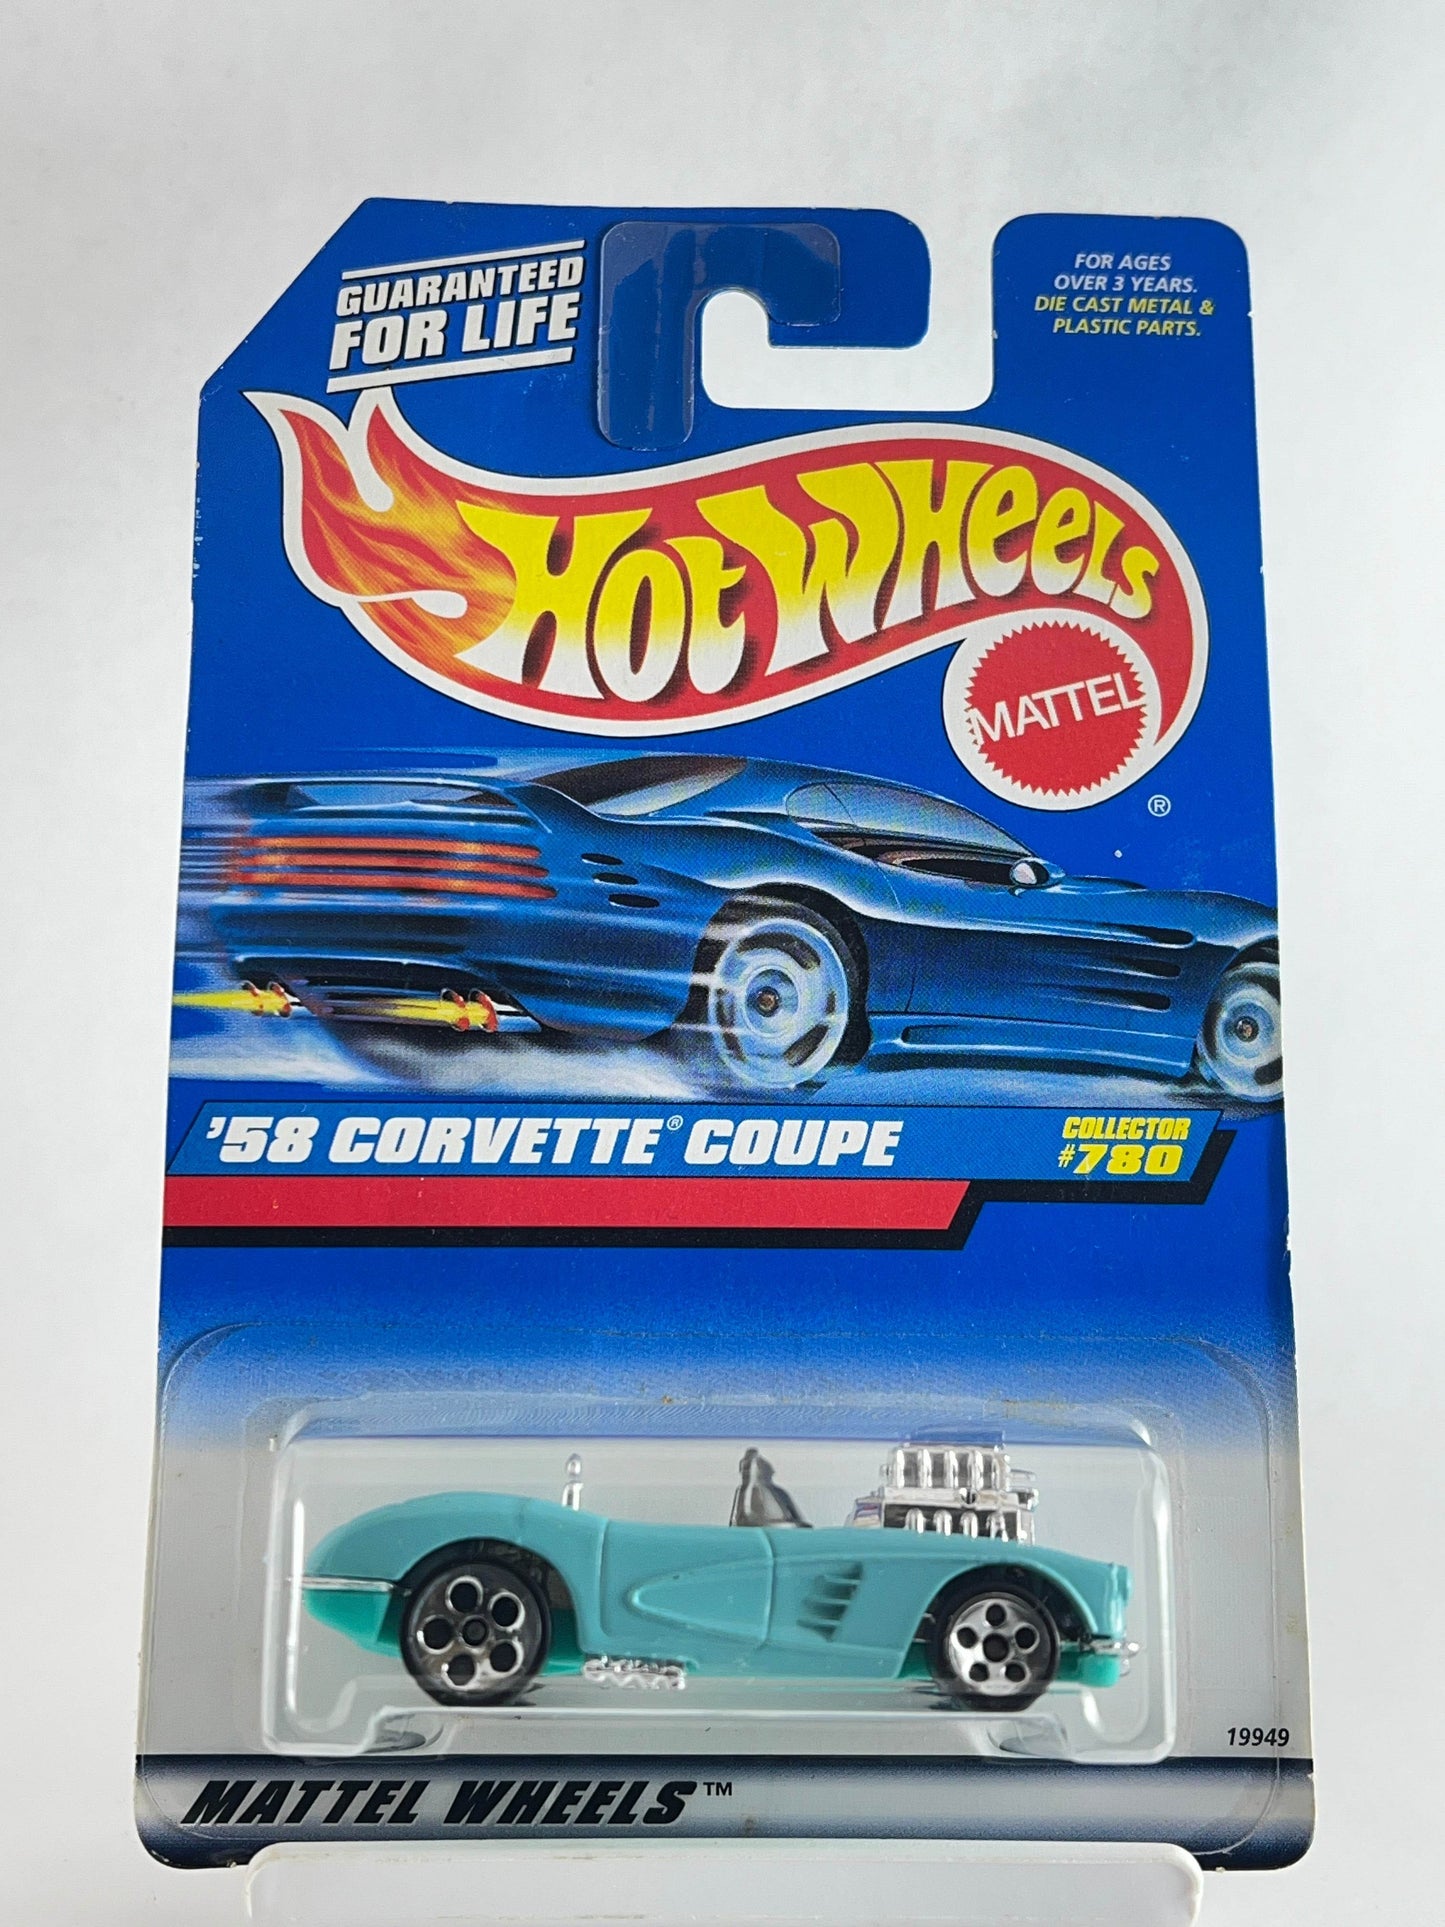 GUARANTEED
FOR LIFE
FOR AGES
OVER 3 YEARS.
DIE CAST METAL &
PLASTIC PARTS.
HOT WHEELS
MATTEL
®
'58 CORVETTE® COUPE
COLLECTOR
#780
19949
MATTEL WHEELS™